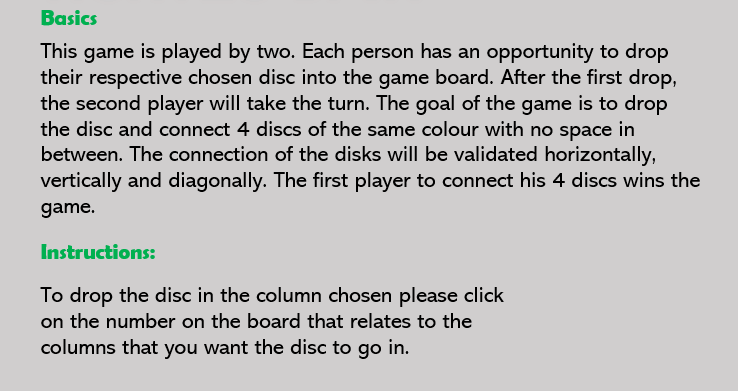 Basics
This game is played by two. Each person has an opportunity to drop
their respective chosen disc into the game board. After the first drop,
the second player will take the turn. The goal of the game is to drop
the disc and connect 4 discs of the same colour with no space in
between. The connection of the disks will be validated horizontally,
vertically and diagonally. The first player to connect his 4 discs wins the
game.
Instructions:
To drop the disc in the column chosen please click
on the number on the board that relates to the
columns that you want the disc to go in.